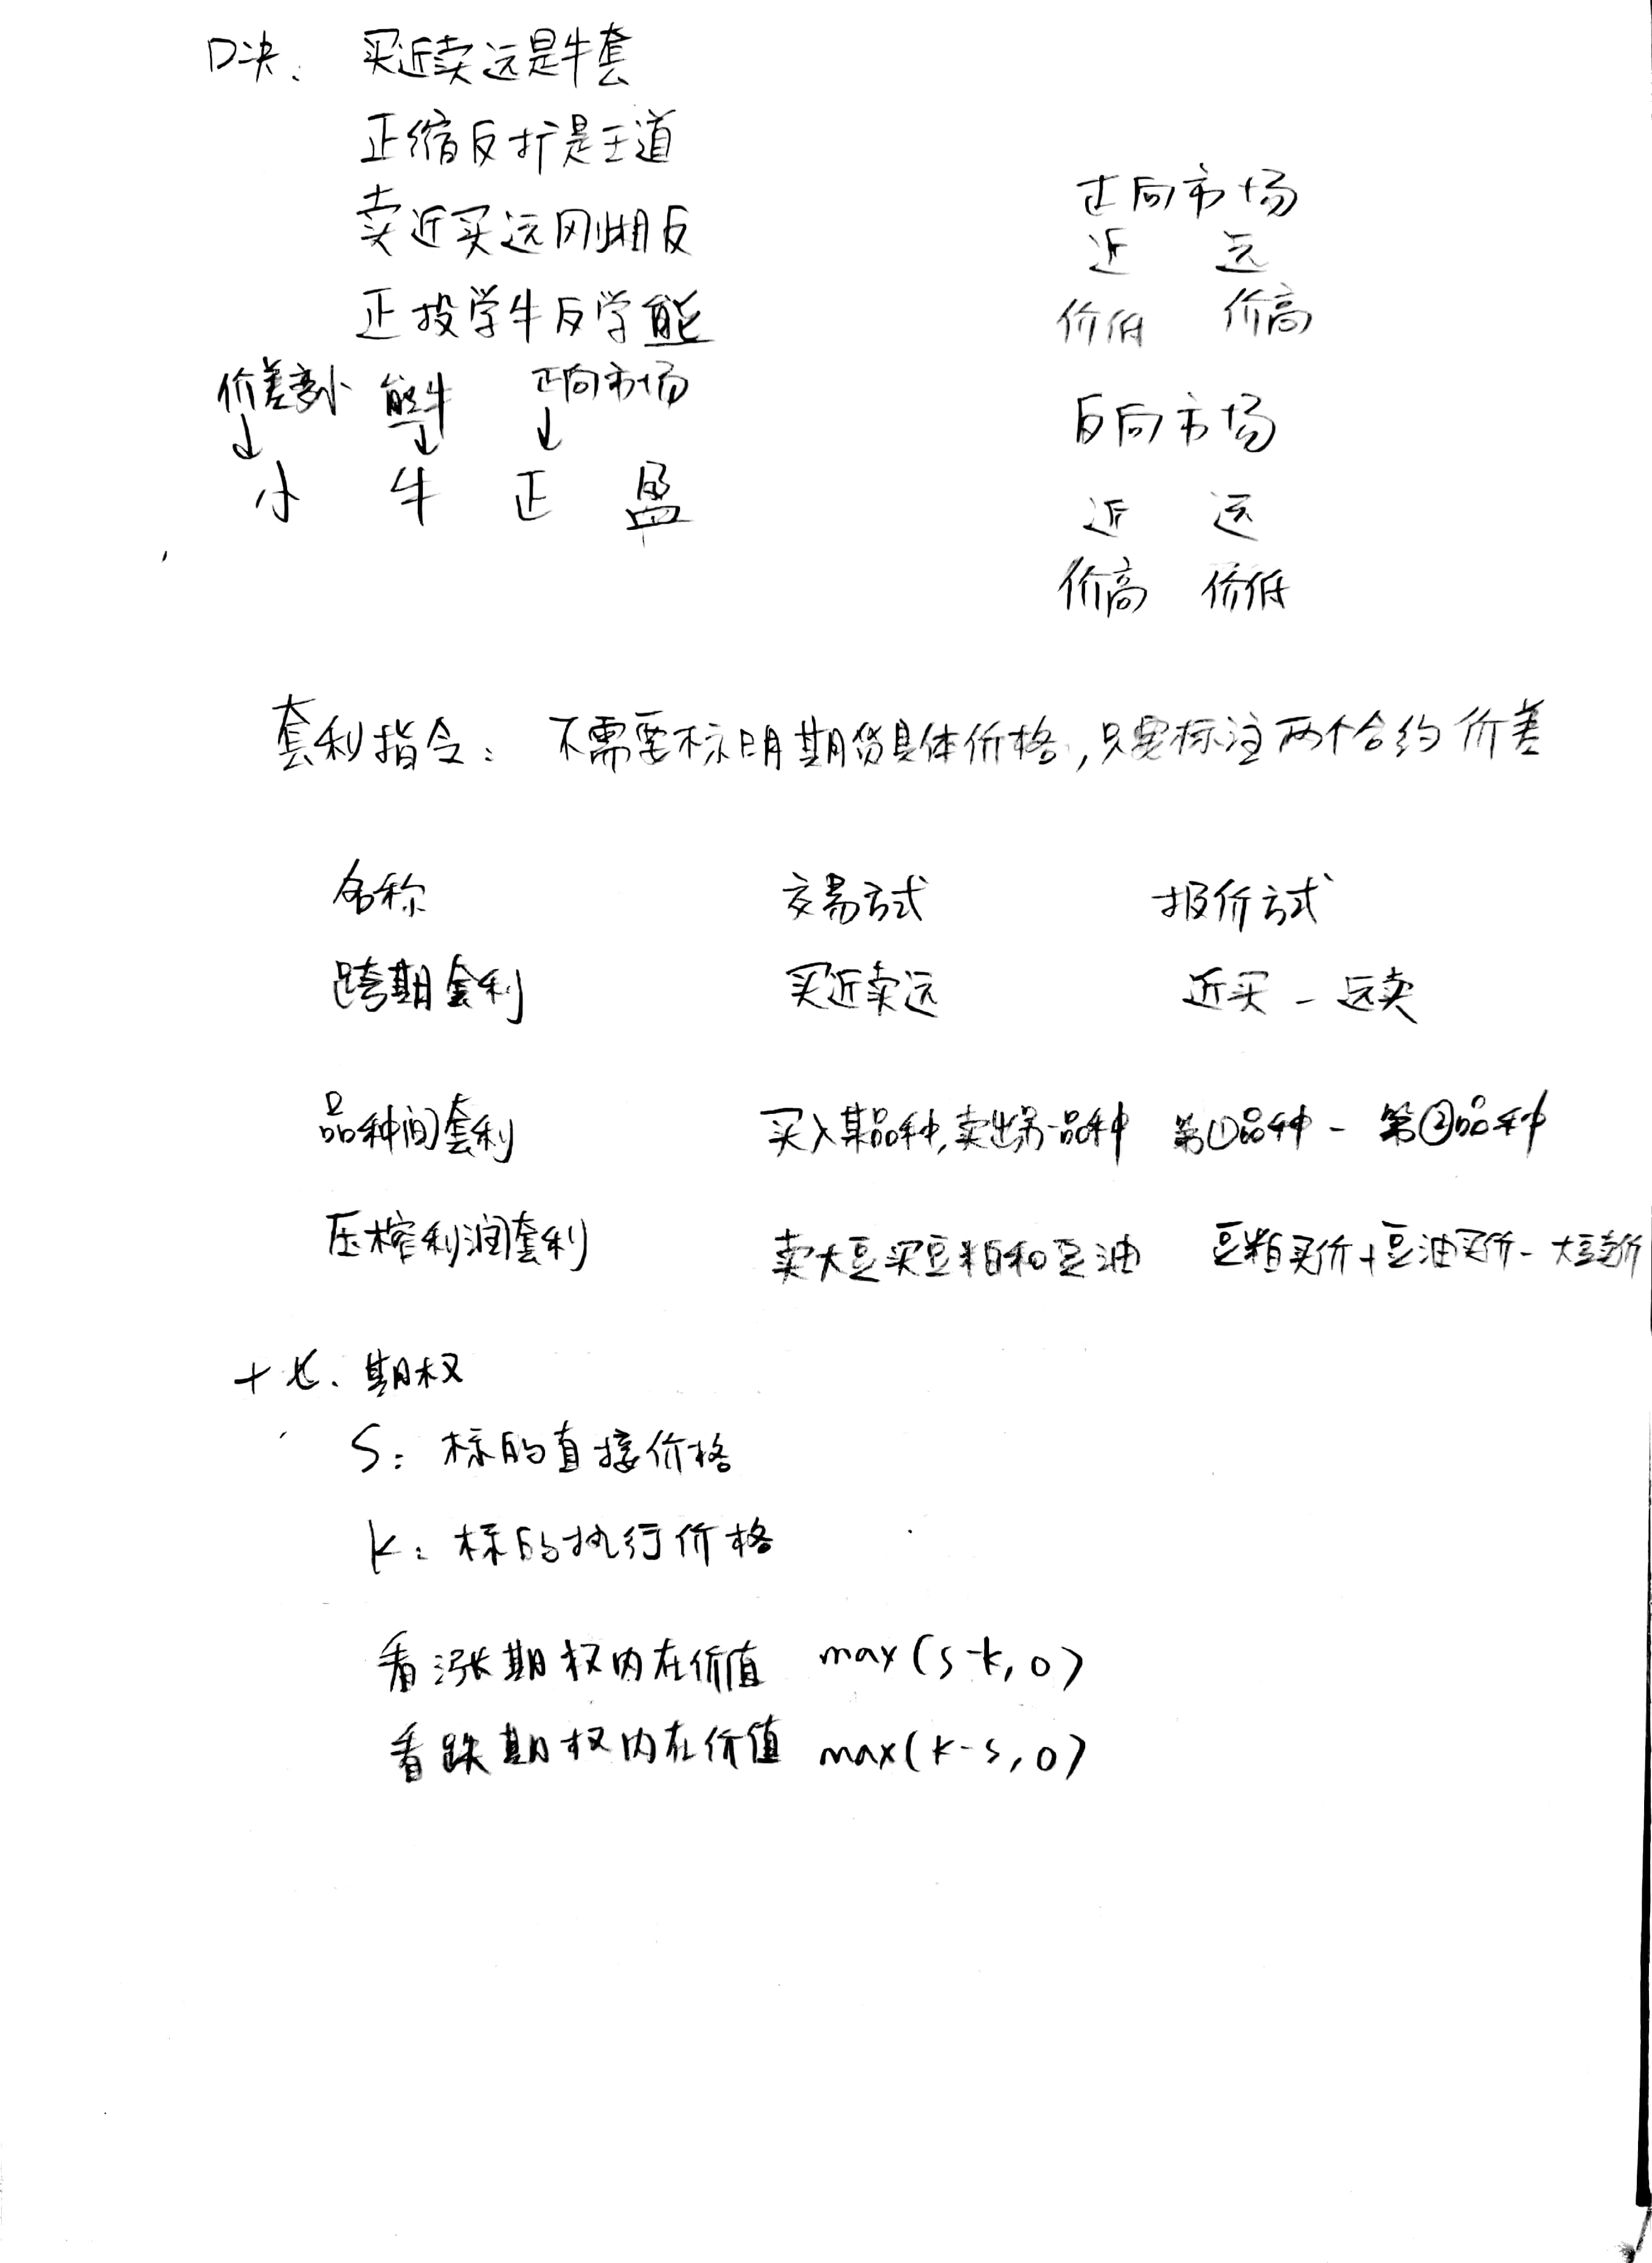 口决: 买近卖远是牛套
正缩反扩是王道
卖近买远刚相反
正投学牛反学熊
价差变小 熊牛 正向市场
↓ ↓ ↓
小 牛 正 盈
正向市场
近 远
价低 价高
反向市场
近 远
价高 价低
套利指令: 不需要标明期货具体价格,只要标注两个合约价差
名称 交易方式 报价方式
跨期套利 买近卖远 近买 - 远卖
品种间套利 买入某品种,卖出另一品种 第①品种 - 第②品种
压榨利润套利 卖大豆买豆粕和豆油 豆粕买价+豆油买价-大豆卖价
十七、期权
S: 标的直接价格
K: 标的执行价格
看涨期权内在价值 max(S-K,0)
看跌期权内在价值 max(K-S,0)